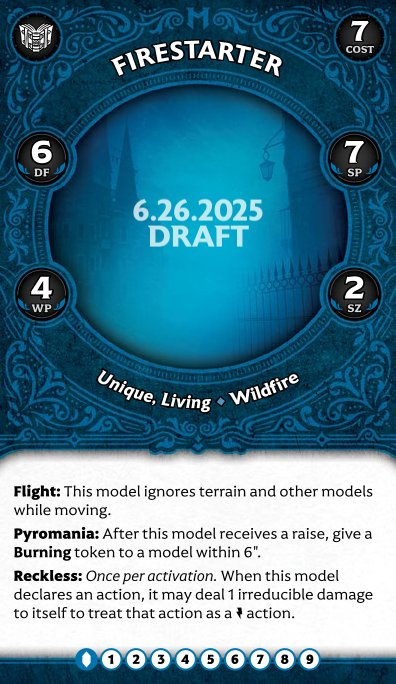 7
COST
FIRESTARTER
6
DF
7
SP
6.26.2025
DRAFT
4
WP
2
SZ
Unique, Living ◆ Wildfire
Flight: This model ignores terrain and other models
while moving.
Pyromania: After this model receives a raise, give a
Burning token to a model within 6".
Reckless: Once per activation. When this model
declares an action, it may deal 1 irreducible damage
to itself to treat that action as a action.
1 2 3 4 5 6 7 8 9